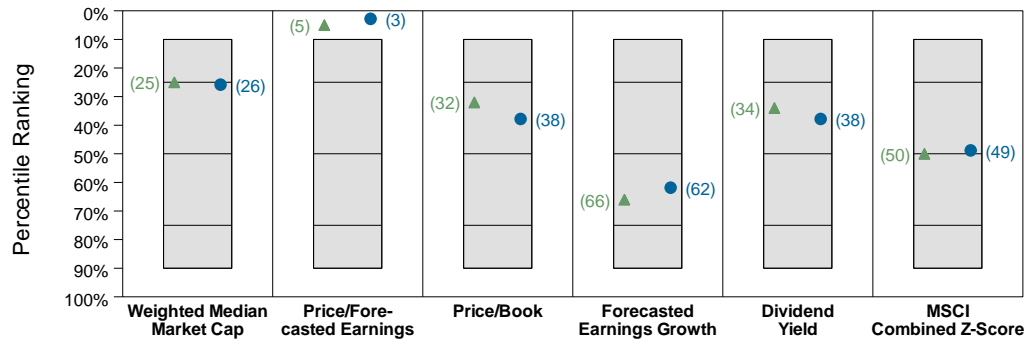 Percentile Ranking
0%
10%
20%
30%
40%
50%
60%
70%
80%
90%
100%
(25)
(26)
(5)
(3)
(32)
(38)
(66)
(62)
(34)
(38)
(50)
(49)
Weighted Median
Market Cap
Price/Fore-
casted Earnings
Price/Book
Forecasted
Earnings Growth
Dividend
Yield
MSCI
Combined Z-Score